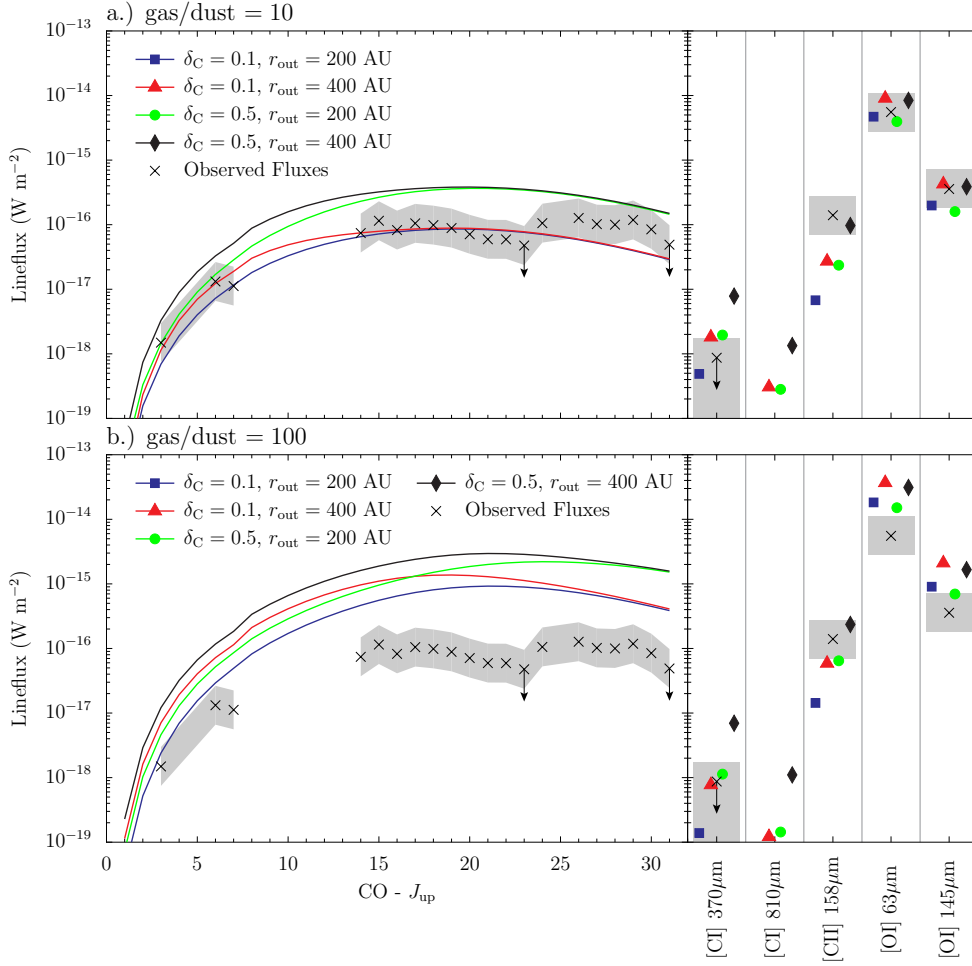 a.) gas/dust = 10
10⁻¹³
10⁻¹⁴
10⁻¹⁵
10⁻¹⁶
10⁻¹⁷
10⁻¹⁸
10⁻¹⁹
Lineflux (W m⁻²)
δ_C = 0.1, r_out = 200 AU
δ_C = 0.1, r_out = 400 AU
δ_C = 0.5, r_out = 200 AU
δ_C = 0.5, r_out = 400 AU
Observed Fluxes
b.) gas/dust = 100
10⁻¹³
10⁻¹⁴
10⁻¹⁵
10⁻¹⁶
10⁻¹⁷
10⁻¹⁸
10⁻¹⁹
Lineflux (W m⁻²)
δ_C = 0.1, r_out = 200 AU
δ_C = 0.1, r_out = 400 AU
δ_C = 0.5, r_out = 200 AU
δ_C = 0.5, r_out = 400 AU
Observed Fluxes
0 5 10 15 20 25 30
CO - J_up
[CI] 370μm
[CI] 810μm
[CII] 158μm
[OI] 63μm
[OI] 145μm